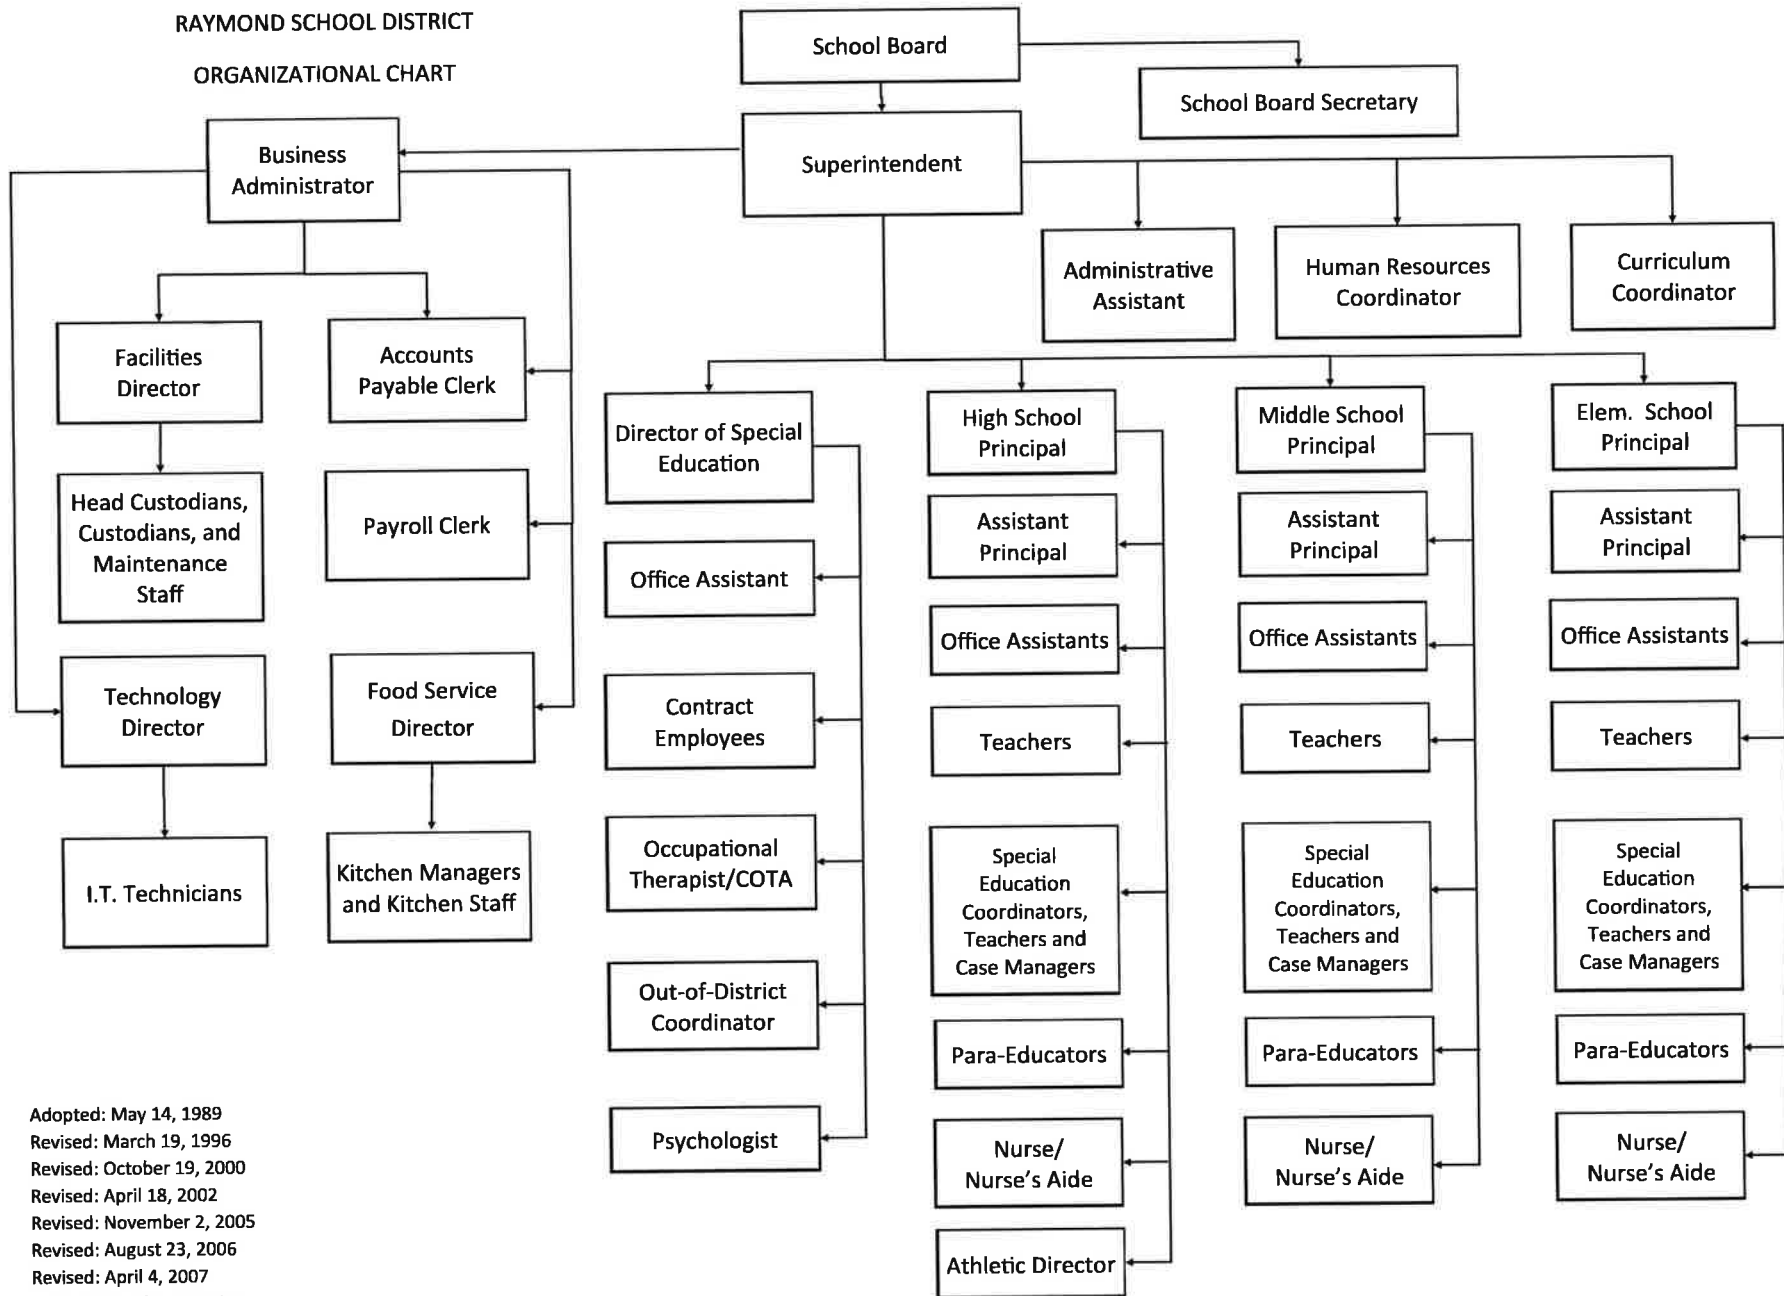 RAYMOND SCHOOL DISTRICT
ORGANIZATIONAL CHART
School Board
School Board Secretary
Business
Administrator
Superintendent
Administrative
Assistant
Human Resources
Coordinator
Curriculum
Coordinator
Facilities
Director
Accounts
Payable Clerk
Head Custodians,
Custodians, and
Maintenance
Staff
Payroll Clerk
Technology
Director
Food Service
Director
I.T. Technicians
Kitchen Managers
and Kitchen Staff
Director of Special
Education
Office Assistant
Contract
Employees
Occupational
Therapist/COTA
Out-of-District
Coordinator
Psychologist
High School
Principal
Assistant
Principal
Office Assistants
Teachers
Special
Education
Coordinators,
Teachers and
Case Managers
Para-Educators
Nurse/
Nurse’s Aide
Athletic Director
Middle School
Principal
Assistant
Principal
Office Assistants
Teachers
Special
Education
Coordinators,
Teachers and
Case Managers
Para-Educators
Nurse/
Nurse’s Aide
Elem. School
Principal
Assistant
Principal
Office Assistants
Teachers
Special
Education
Coordinators,
Teachers and
Case Managers
Para-Educators
Nurse/
Nurse’s Aide
Adopted: May 14, 1989
Revised: March 19, 1996
Revised: October 19, 2000
Revised: April 18, 2002
Revised: November 2, 2005
Revised: August 23, 2006
Revised: April 4, 2007